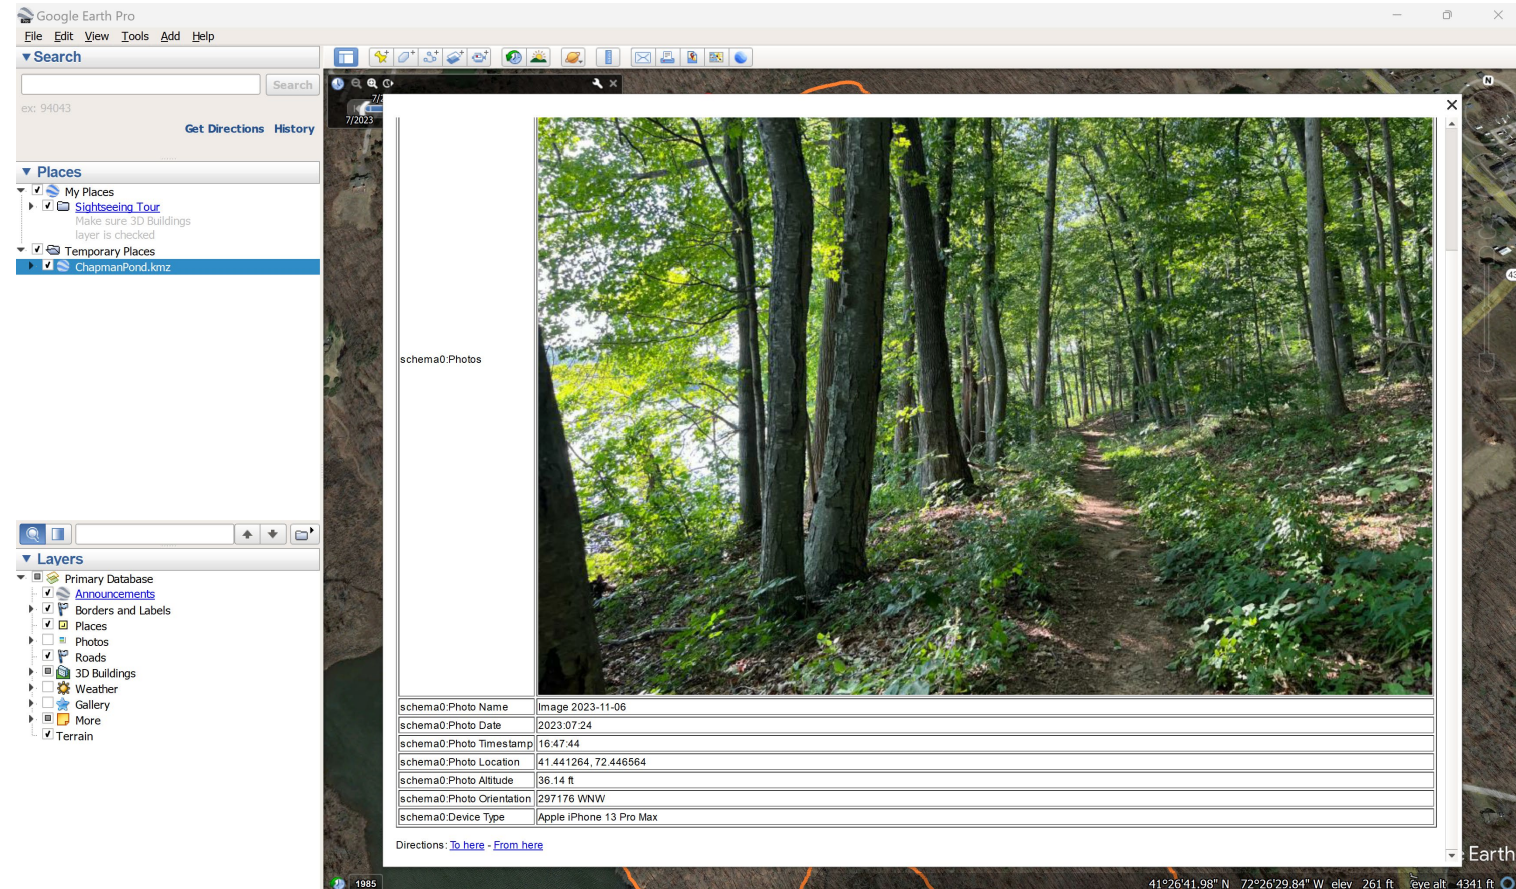 Google Earth Pro
File Edit View Tools Add Help
Search
Search
ex: 94043
Get Directions History
Places
My Places
Sightseeing Tour
Make sure 3D Buildings
layer is checked
Temporary Places
ChapmanPond.kmz
Layers
Primary Database
Announcements
Borders and Labels
Places
Photos
Roads
3D Buildings
Weather
Gallery
More
Terrain
7/2023
N
schema0:Photos
schema0:Photo Name Image 2023-11-06
schema0:Photo Date 2023:07:24
schema0:Photo Timestamp 16:47:44
schema0:Photo Location 41.441264, 72.446564
schema0:Photo Altitude 36.14 ft
schema0:Photo Orientation 297176 WNW
schema0:Device Type Apple iPhone 13 Pro Max
Directions: To here - From here
Earth
1985
41°26'41.98" N 72°26'29.84" W elev 261 ft eye alt 4341 ft